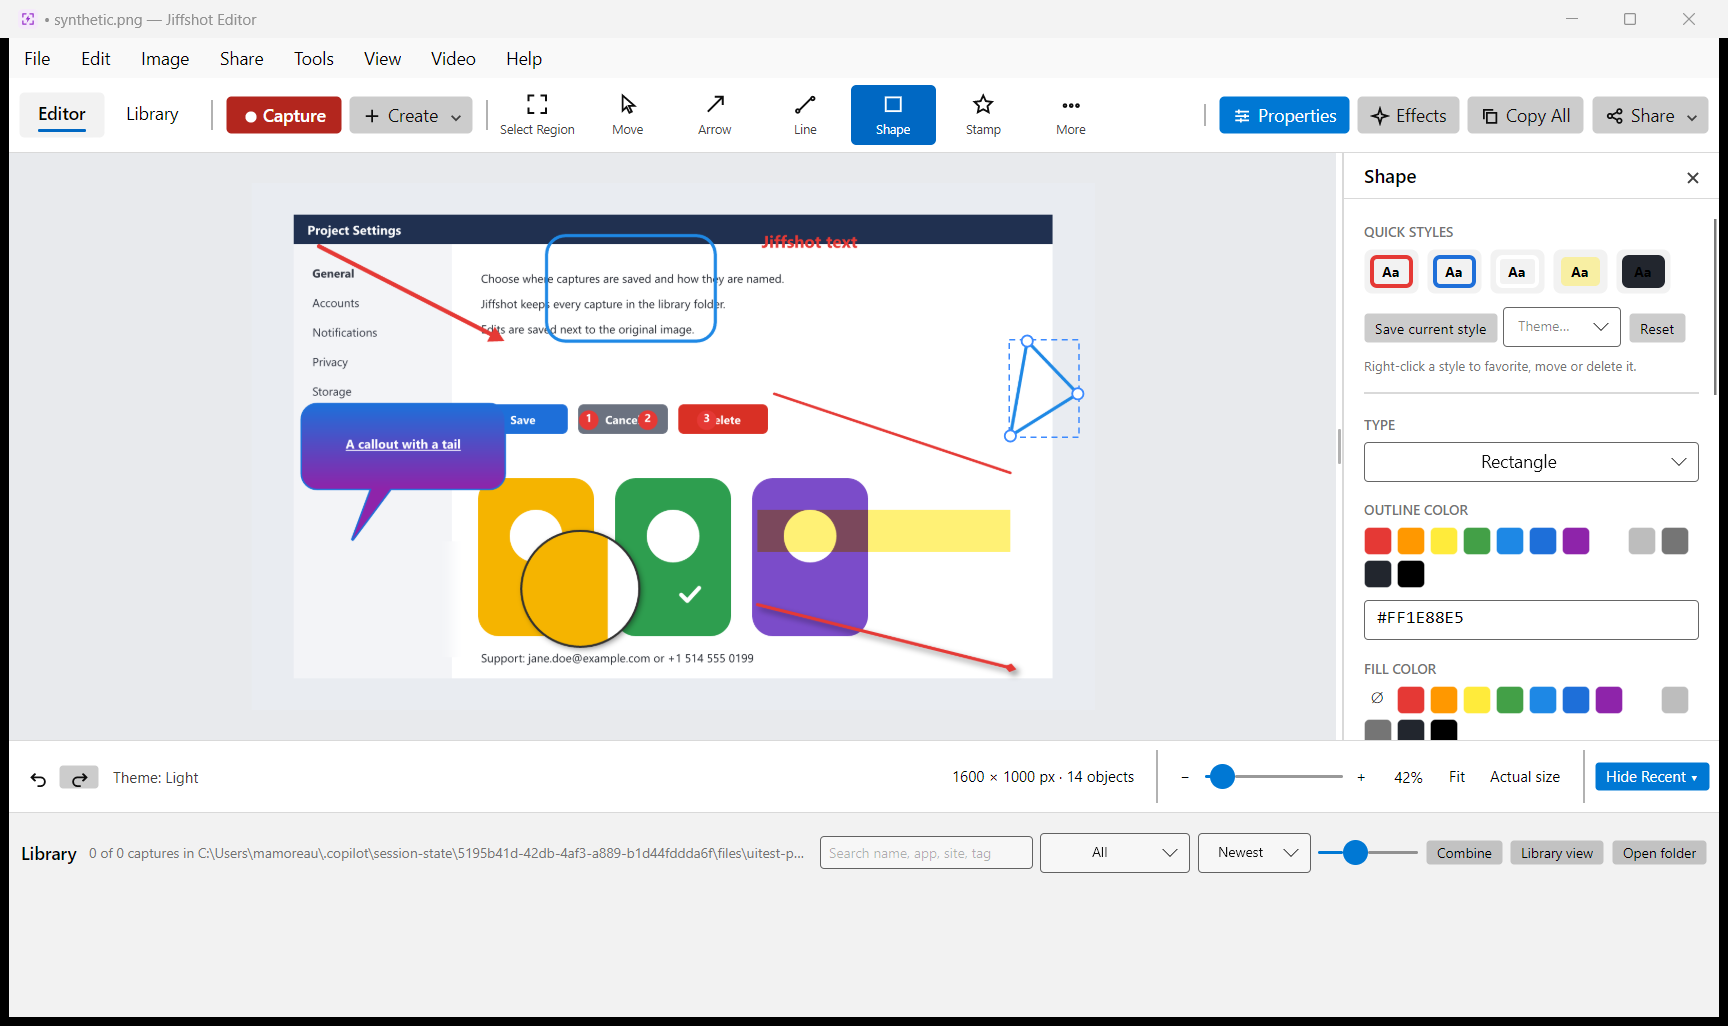 • synthetic.png — Jiffshot Editor
File Edit Image Share Tools View Video Help
Editor Library Capture + Create Select Region Move Arrow Line Shape Stamp More Properties Effects Copy All Share
Project Settings
Jiffshot text
General
Accounts
Notifications
Privacy
Storage
Choose where captures are saved and how they are named.
Jiffshot keeps every capture in the library folder.
Edits are saved next to the original image.
Save 1 Cance 2 3 elete
A callout with a tail
Support: jane.doe@example.com or +1 514 555 0199
Shape
QUICK STYLES
Aa Aa Aa Aa Aa
Save current style Theme... Reset
Right-click a style to favorite, move or delete it.
TYPE
Rectangle
OUTLINE COLOR
#FF1E88E5
FILL COLOR
Theme: Light 1600 × 1000 px · 14 objects − + 42% Fit Actual size Hide Recent ▾
Library 0 of 0 captures in C:\Users\mamoreau\.copilot\session-state\5195b41d-42db-4af3-a889-b1d44fddda6f\files\uitest-p... Search name, app, site, tag All Newest Combine Library view Open folder